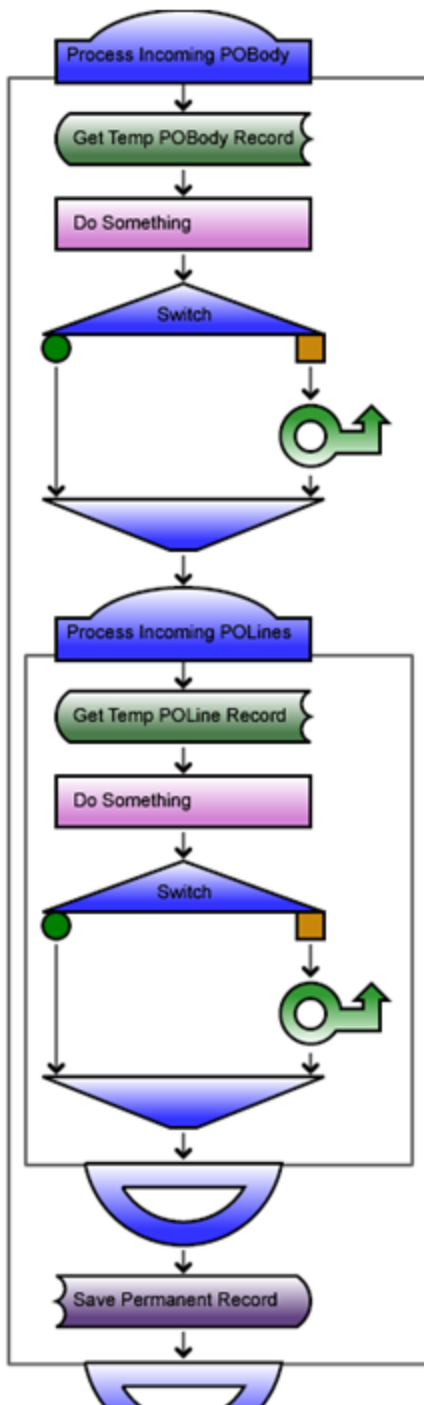 Process Incoming POBody
Get Temp POBody Record
Do Something
Switch
Process Incoming POLines
Get Temp POLine Record
Do Something
Switch
Save Permanent Record